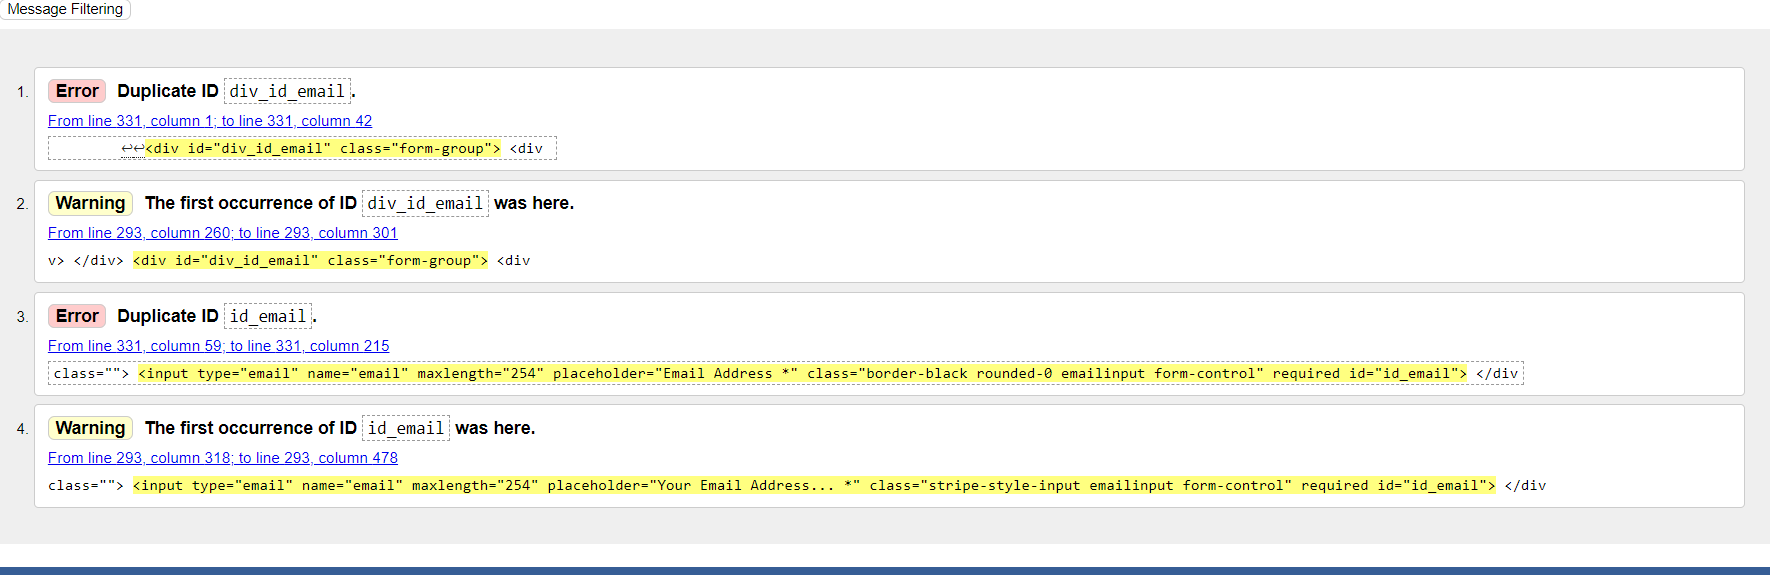 Message Filtering
1. Error Duplicate ID div_id_email.
From line 331, column 1; to line 331, column 42
↩↩<div id="div_id_email" class="form-group"> <div
2. Warning The first occurrence of ID div_id_email was here.
From line 293, column 260; to line 293, column 301
v> </div> <div id="div_id_email" class="form-group"> <div
3. Error Duplicate ID id_email.
From line 331, column 59; to line 331, column 215
class=""> <input type="email" name="email" maxlength="254" placeholder="Email Address *" class="border-black rounded-0 emailinput form-control" required id="id_email"> </div
4. Warning The first occurrence of ID id_email was here.
From line 293, column 318; to line 293, column 478
class=""> <input type="email" name="email" maxlength="254" placeholder="Your Email Address... *" class="stripe-style-input emailinput form-control" required id="id_email"> </div